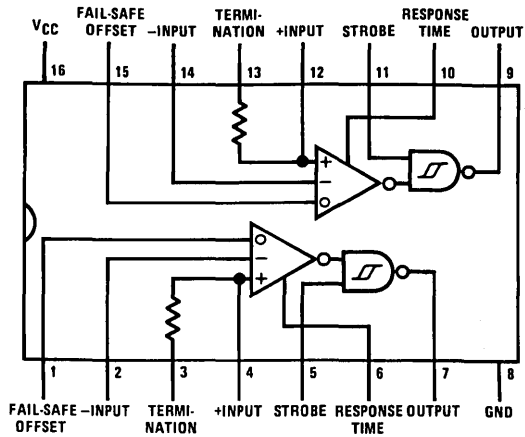 VCC
FAIL-SAFE
OFFSET
–INPUT
TERMI-
NATION
+INPUT
STROBE
RESPONSE
TIME
OUTPUT
16
15
14
13
12
11
10
9
+
–
+
–
1
2
3
4
5
6
7
8
FAIL-SAFE
OFFSET
–INPUT
TERMI-
NATION
+INPUT
STROBE
RESPONSE
TIME
OUTPUT
GND